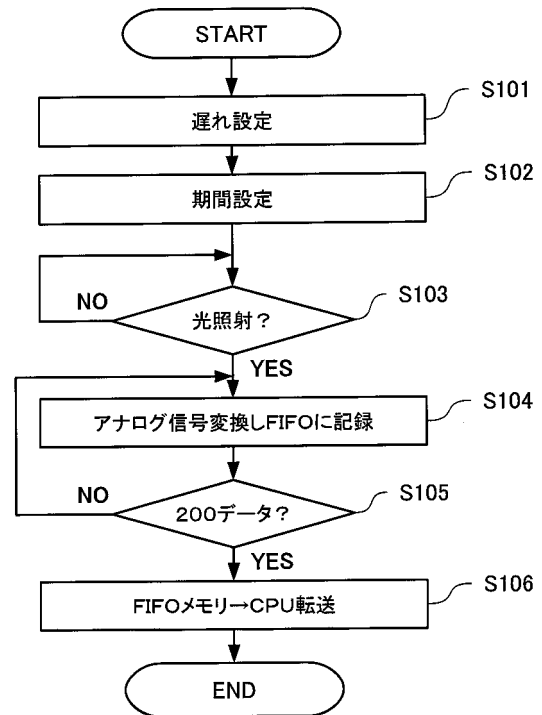 START
遅れ設定
S101
期間設定
S102
光照射？
S103
NO
YES
アナログ信号変換しFIFOに記録
S104
200データ？
S105
NO
YES
FIFOメモリ→CPU転送
S106
END